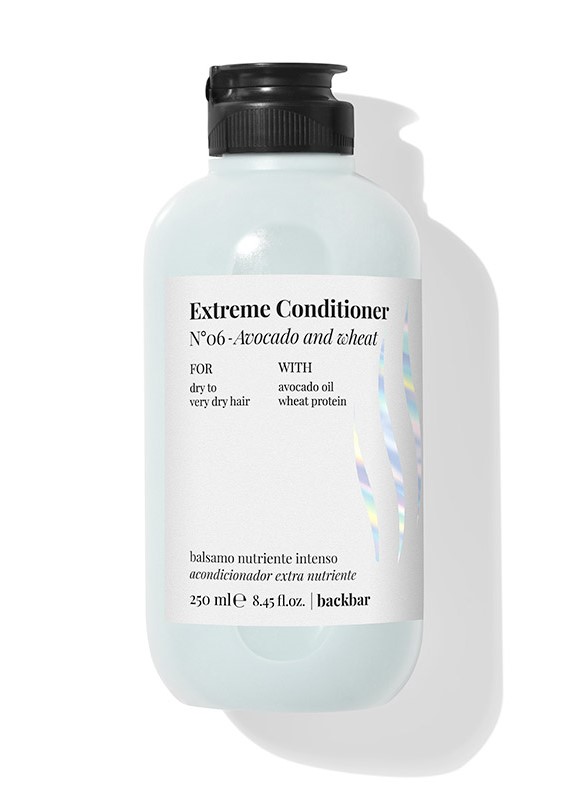 Extreme Conditioner
N°06 - Avocado and wheat
FOR WITH
dry to avocado oil
very dry hair wheat protein
balsamo nutriente intenso
acondicionador extra nutriente
250 ml ℮ 8.45 fl.oz. | backbar